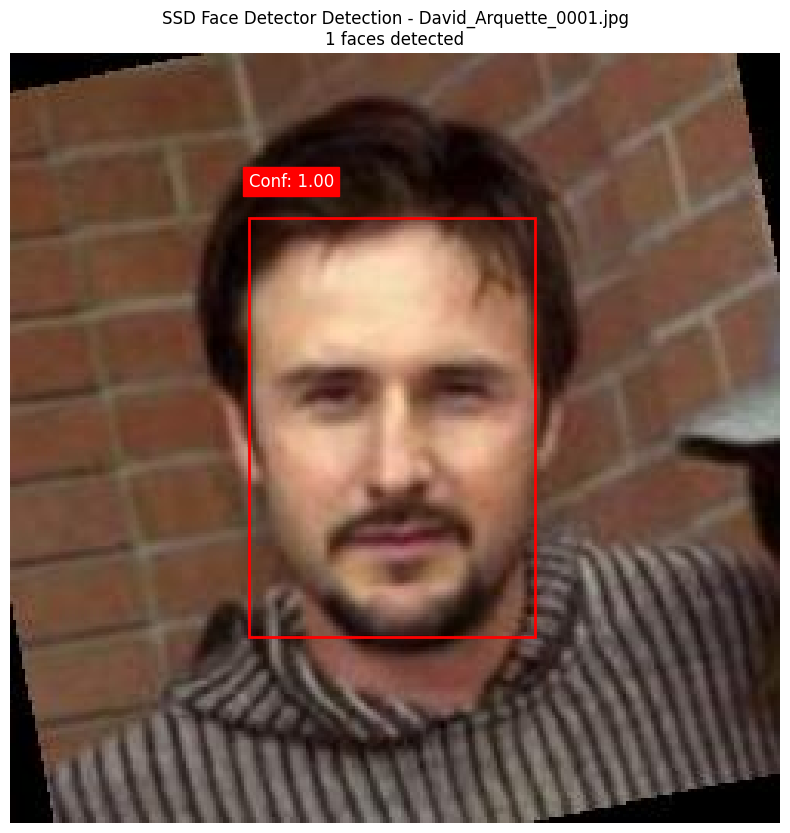 SSD Face Detector Detection - David_Arquette_0001.jpg
1 faces detected
Conf: 1.00